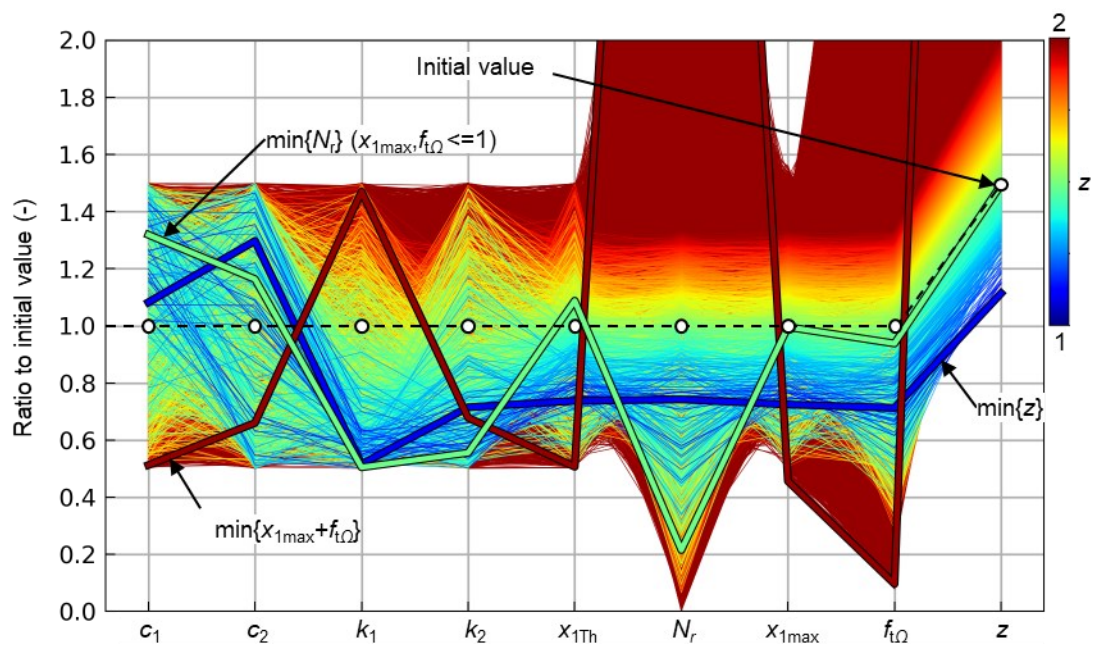 2.0
1.8
1.6
1.4
1.2
1.0
0.8
0.6
0.4
0.2
0.0
Ratio to initial value (-)
Initial value
min{Nr} (x1max,ftΩ<=1)
min{x1max+ftΩ}
min{z}
c1 c2 k1 k2 x1Th Nr x1max ftΩ z
2
z
1